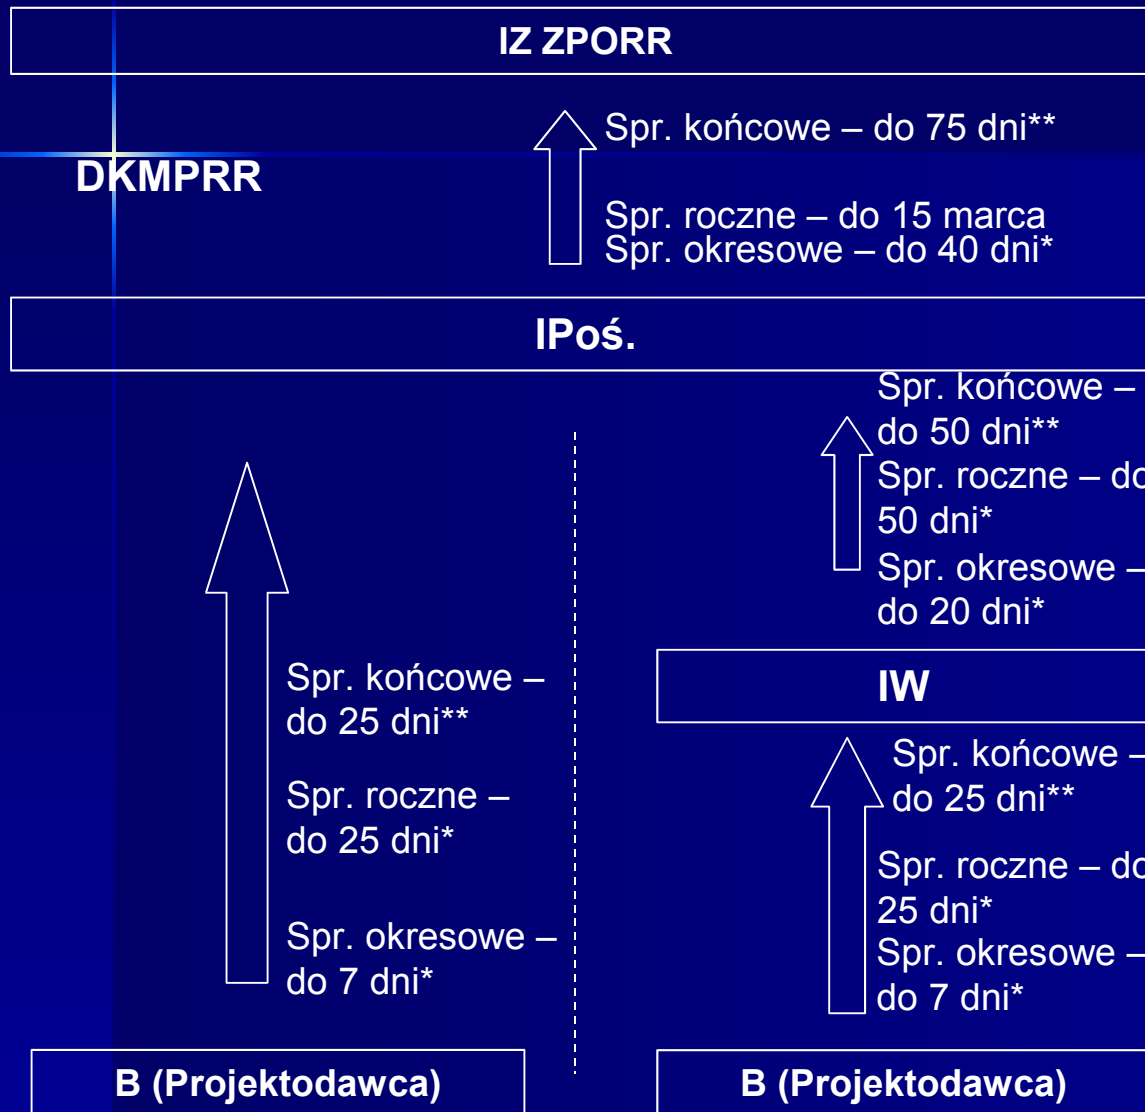 IZ ZPORR
Spr. końcowe – do 75 dni**
DKMPRR
Spr. roczne – do 15 marca
Spr. okresowe – do 40 dni*
IPoś.
Spr. końcowe –
do 50 dni**
Spr. roczne – do
50 dni*
Spr. okresowe –
do 20 dni*
Spr. końcowe –
do 25 dni**
Spr. roczne –
do 25 dni*
Spr. okresowe –
do 7 dni*
IW
Spr. końcowe –
do 25 dni**
Spr. roczne – do
25 dni*
Spr. okresowe –
do 7 dni*
B (Projektodawca)
B (Projektodawca)